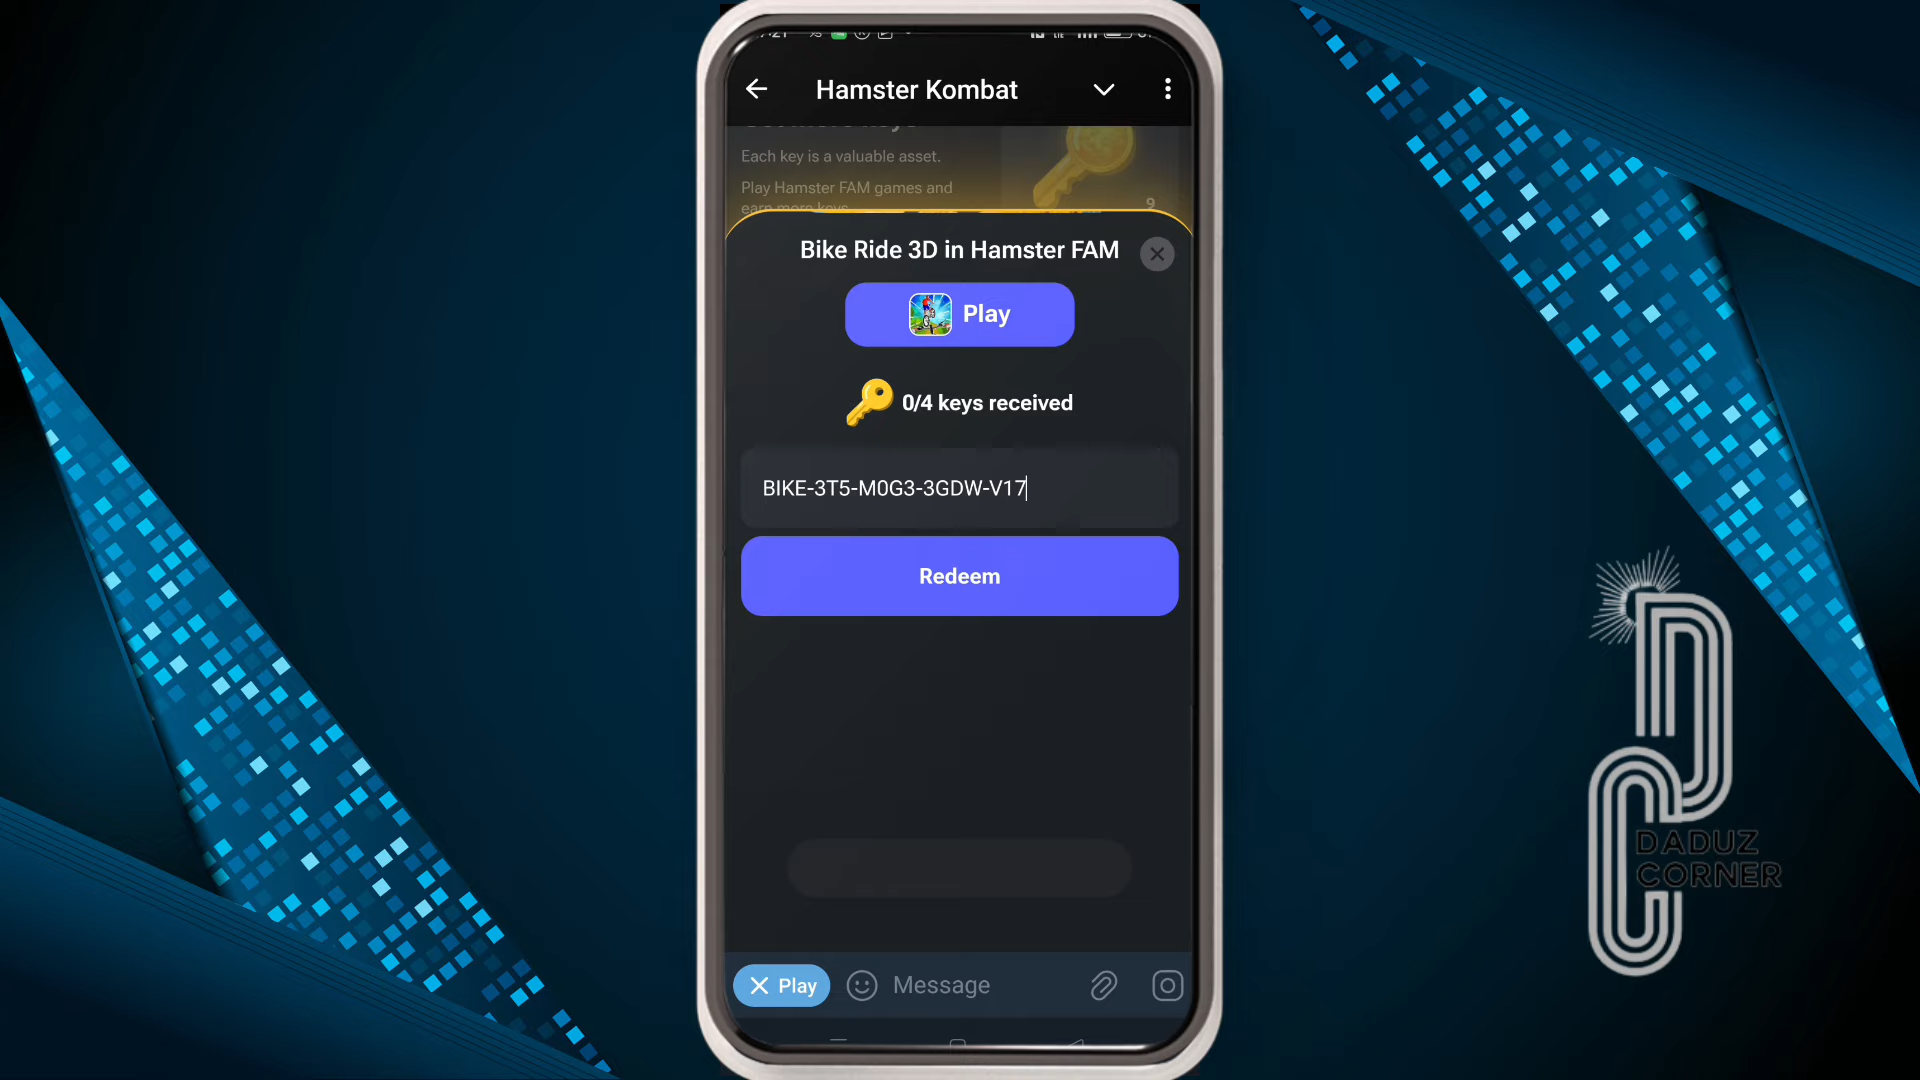 Hamster Kombat
Each key is a valuable asset.
Play Hamster FAM games and
earn more keys
9
Bike Ride 3D in Hamster FAM
Play
0/4 keys received
BIKE-3T5-M0G3-3GDW-V17
Redeem
Play
Message
DADUZ
CORNER